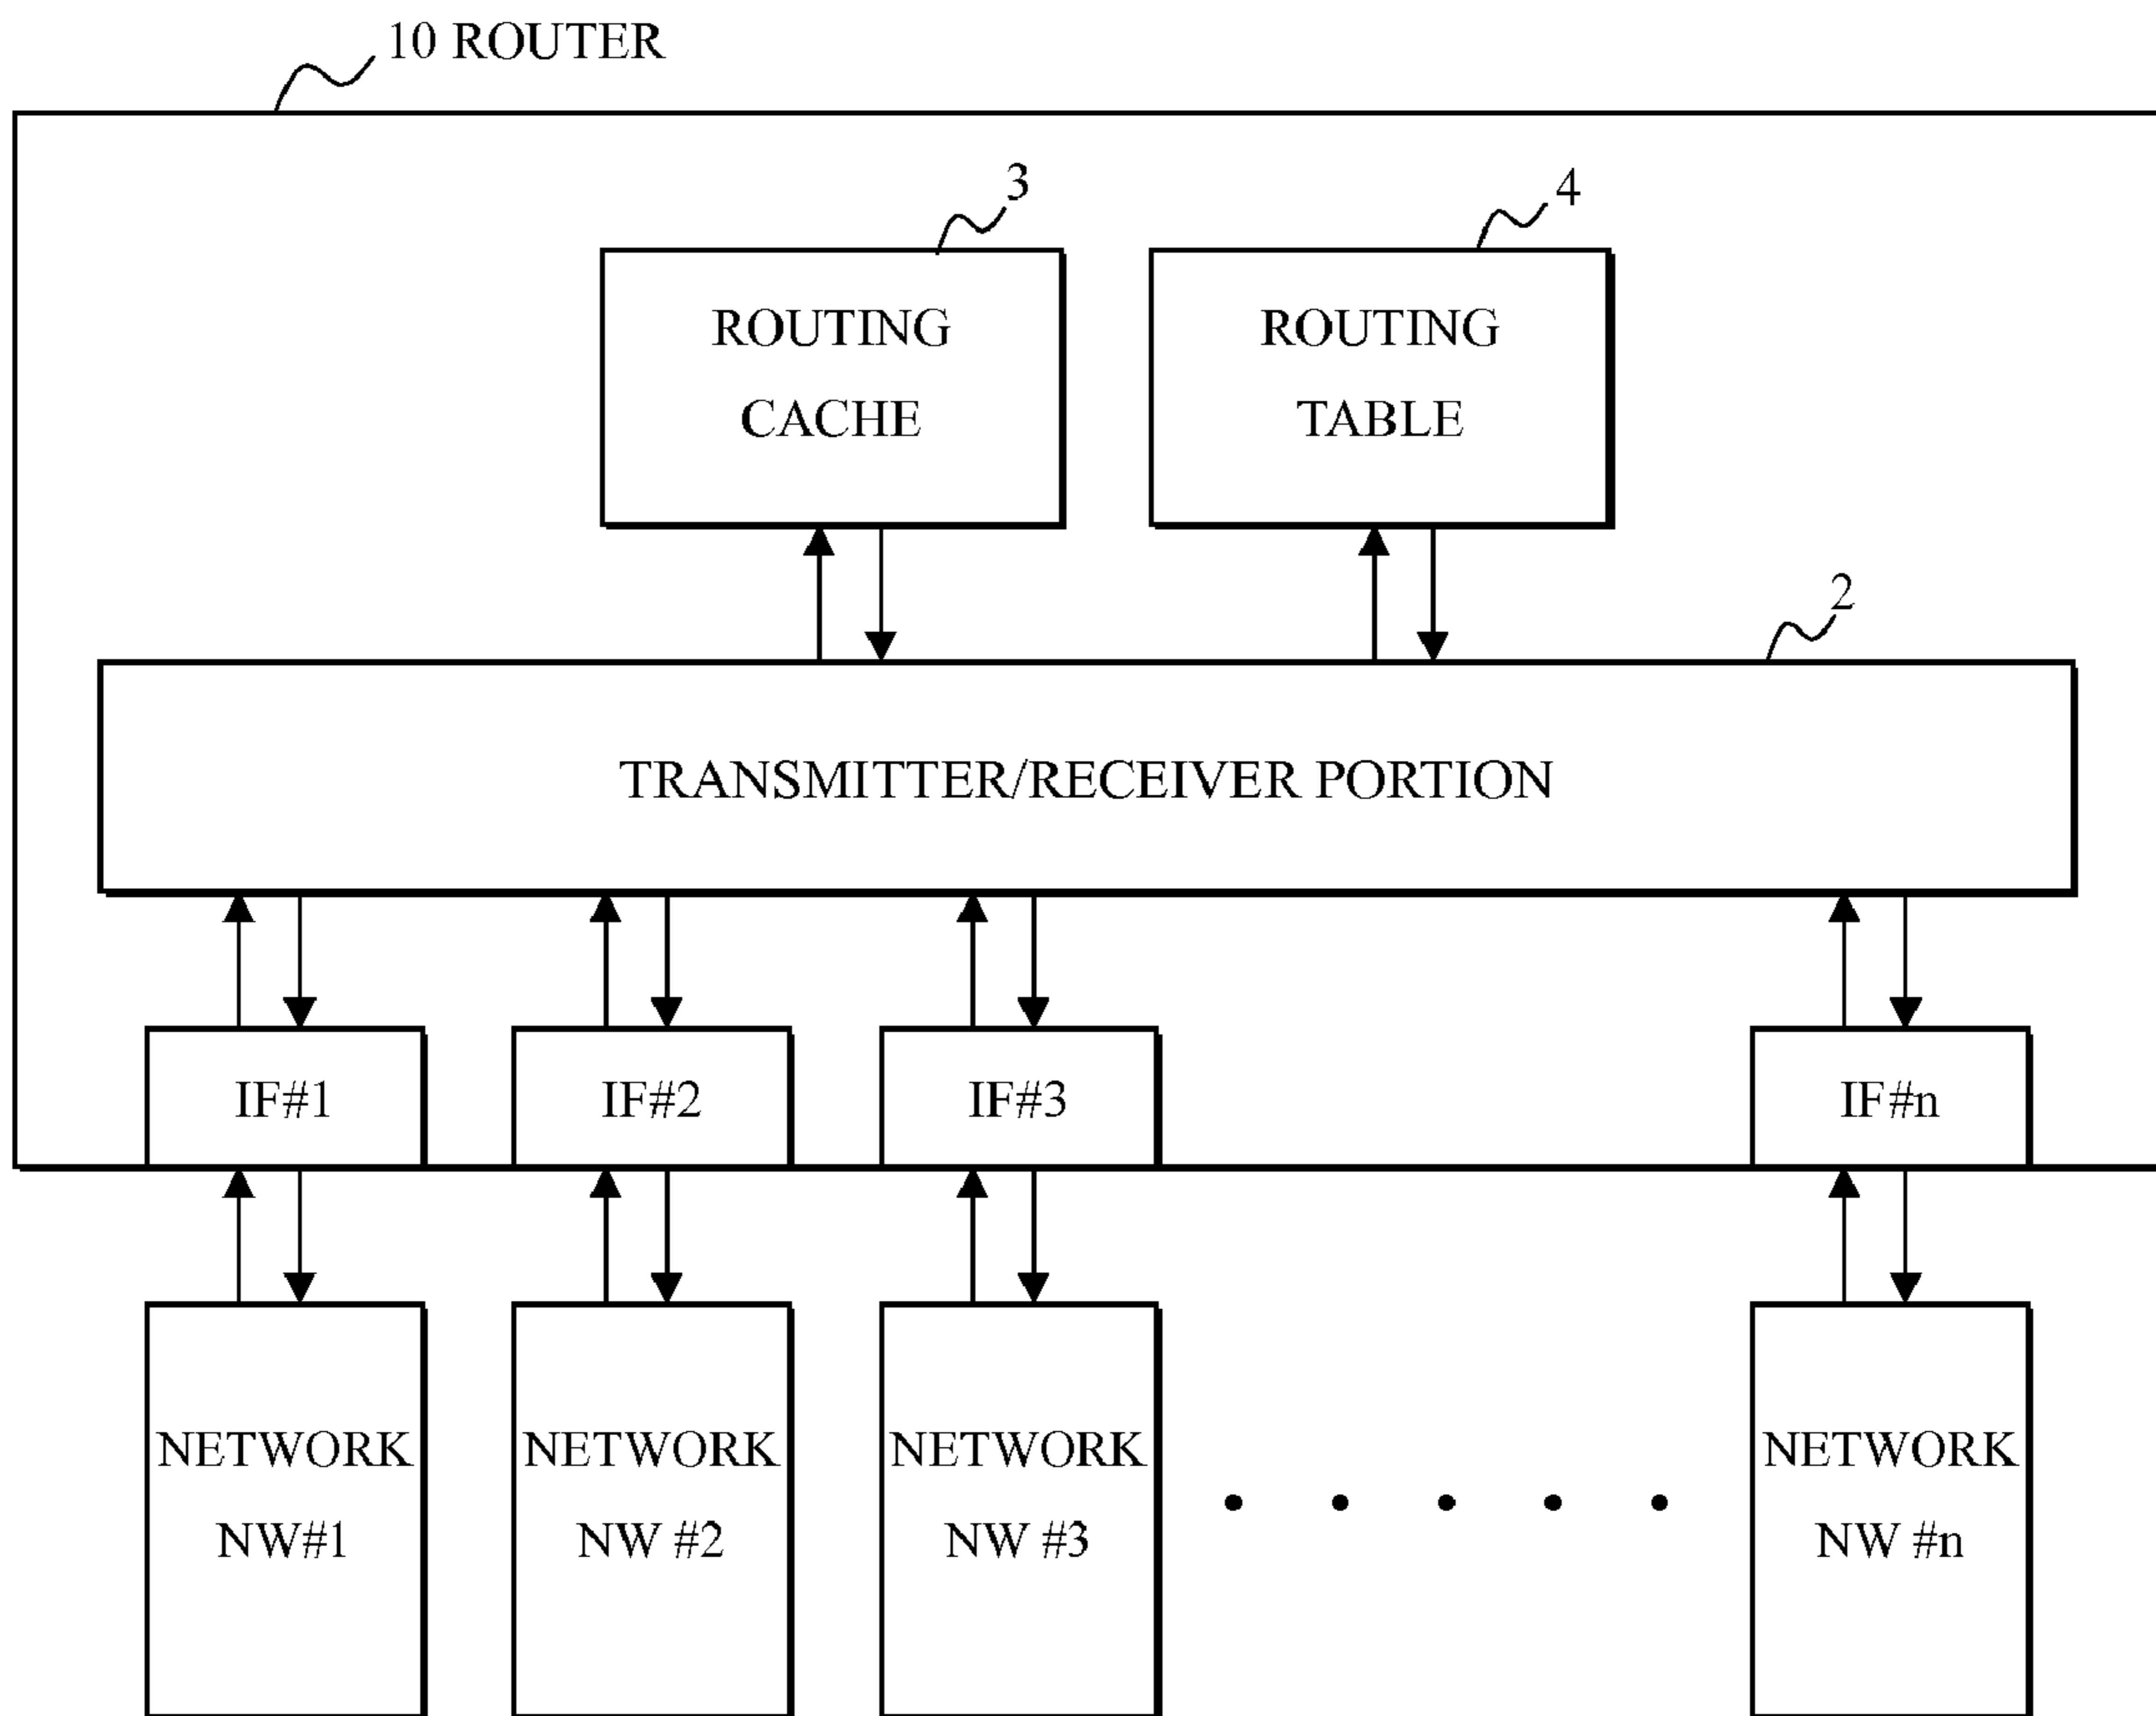 10 ROUTER
3
4
ROUTING
CACHE
ROUTING
TABLE
2
TRANSMITTER/RECEIVER PORTION
IF#1
IF#2
IF#3
IF#n
NETWORK
NW#1
NETWORK
NW #2
NETWORK
NW #3
NETWORK
NW #n